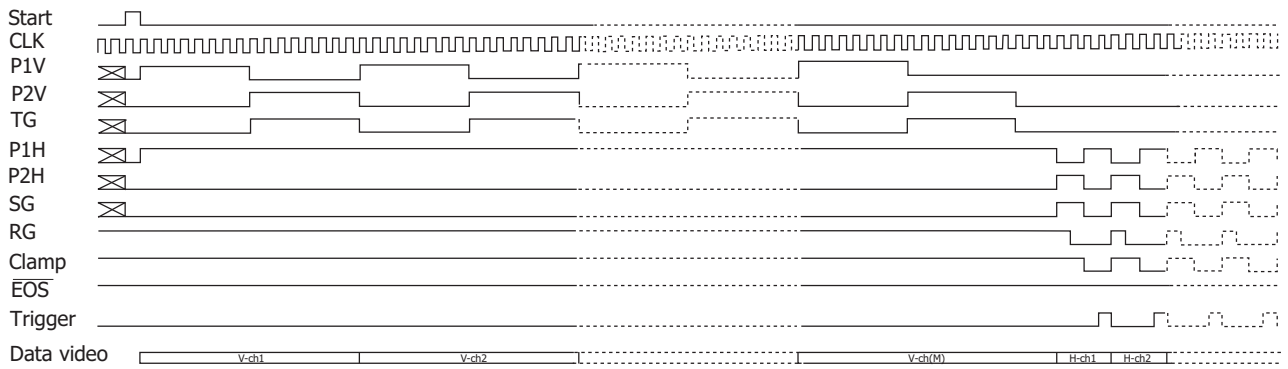 Start
CLK
P1V
P2V
TG
P1H
P2H
SG
RG
Clamp
EOS
Trigger
Data video V-ch1 V-ch2 V-ch(M) H-ch1 H-ch2